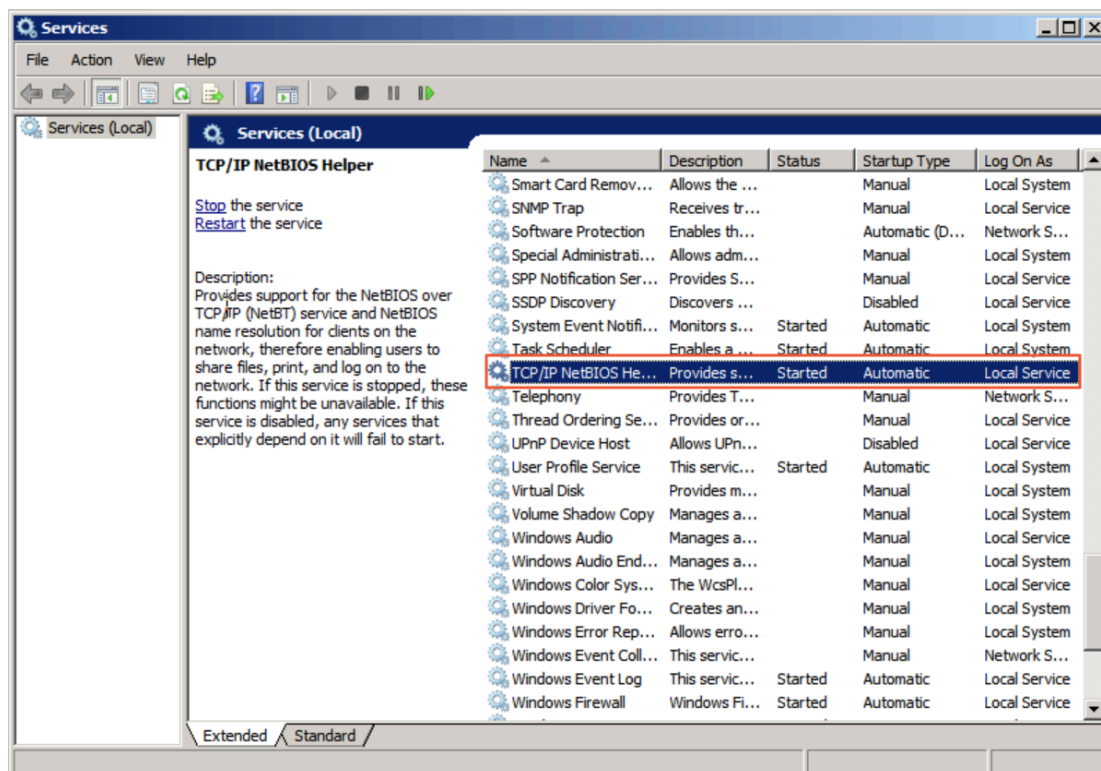 Services
File Action View Help
Services (Local)
Services (Local)
TCP/IP NetBIOS Helper
Stop the service
Restart the service
Description:
Provides support for the NetBIOS over
TCP/IP (NetBT) service and NetBIOS
name resolution for clients on the
network, therefore enabling users to
share files, print, and log on to the
network. If this service is stopped, these
functions might be unavailable. If this
service is disabled, any services that
explicitly depend on it will fail to start.
Name Description Status Startup Type Log On As
Smart Card Remov... Allows the ... Manual Local System
SNMP Trap Receives tr... Manual Local Service
Software Protection Enables th... Automatic (D... Network S...
Special Administrati... Allows adm... Manual Local System
SPP Notification Ser... Provides S... Manual Local Service
SSDP Discovery Discovers ... Disabled Local Service
System Event Notifi... Monitors s... Started Automatic Local System
Task Scheduler Enables a ... Started Automatic Local System
TCP/IP NetBIOS He... Provides s... Started Automatic Local Service
Telephony Provides T... Manual Network S...
Thread Ordering Se... Provides or... Manual Local Service
UPnP Device Host Allows UPn... Disabled Local Service
User Profile Service This servic... Started Automatic Local System
Virtual Disk Provides m... Manual Local System
Volume Shadow Copy Manages a... Manual Local System
Windows Audio Manages a... Manual Local Service
Windows Audio End... Manages a... Manual Local System
Windows Color Sys... The WcsPl... Manual Local Service
Windows Driver Fo... Creates an... Manual Local System
Windows Error Rep... Allows erro... Manual Local System
Windows Event Coll... This servic... Manual Network S...
Windows Event Log This servic... Started Automatic Local Service
Windows Firewall Windows Fi... Started Automatic Local Service
Extended Standard